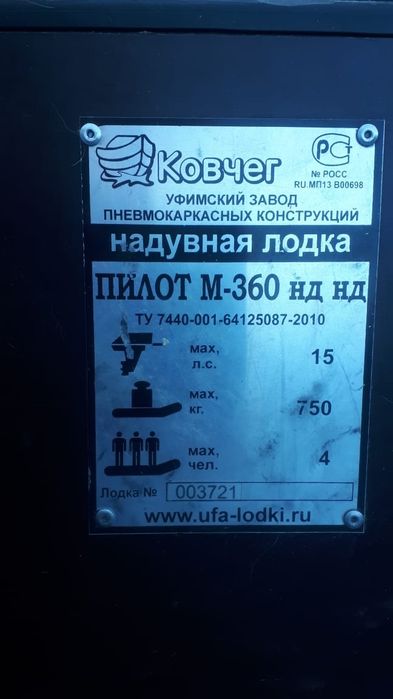 Ковчег
РС
№ РОСС
RU.МП13 В00698
УФИМСКИЙ ЗАВОД
ПНЕВМОКАРКАСНЫХ КОНСТРУКЦИЙ
НАДУВНАЯ ЛОДКА
ПИЛОТ М-360 НД НД
ТУ 7440-001-64125087-2010
мах, л.с. 15
мах, кг. 750
мах, чел. 4
Лодка № 003721
www.ufa-lodki.ru